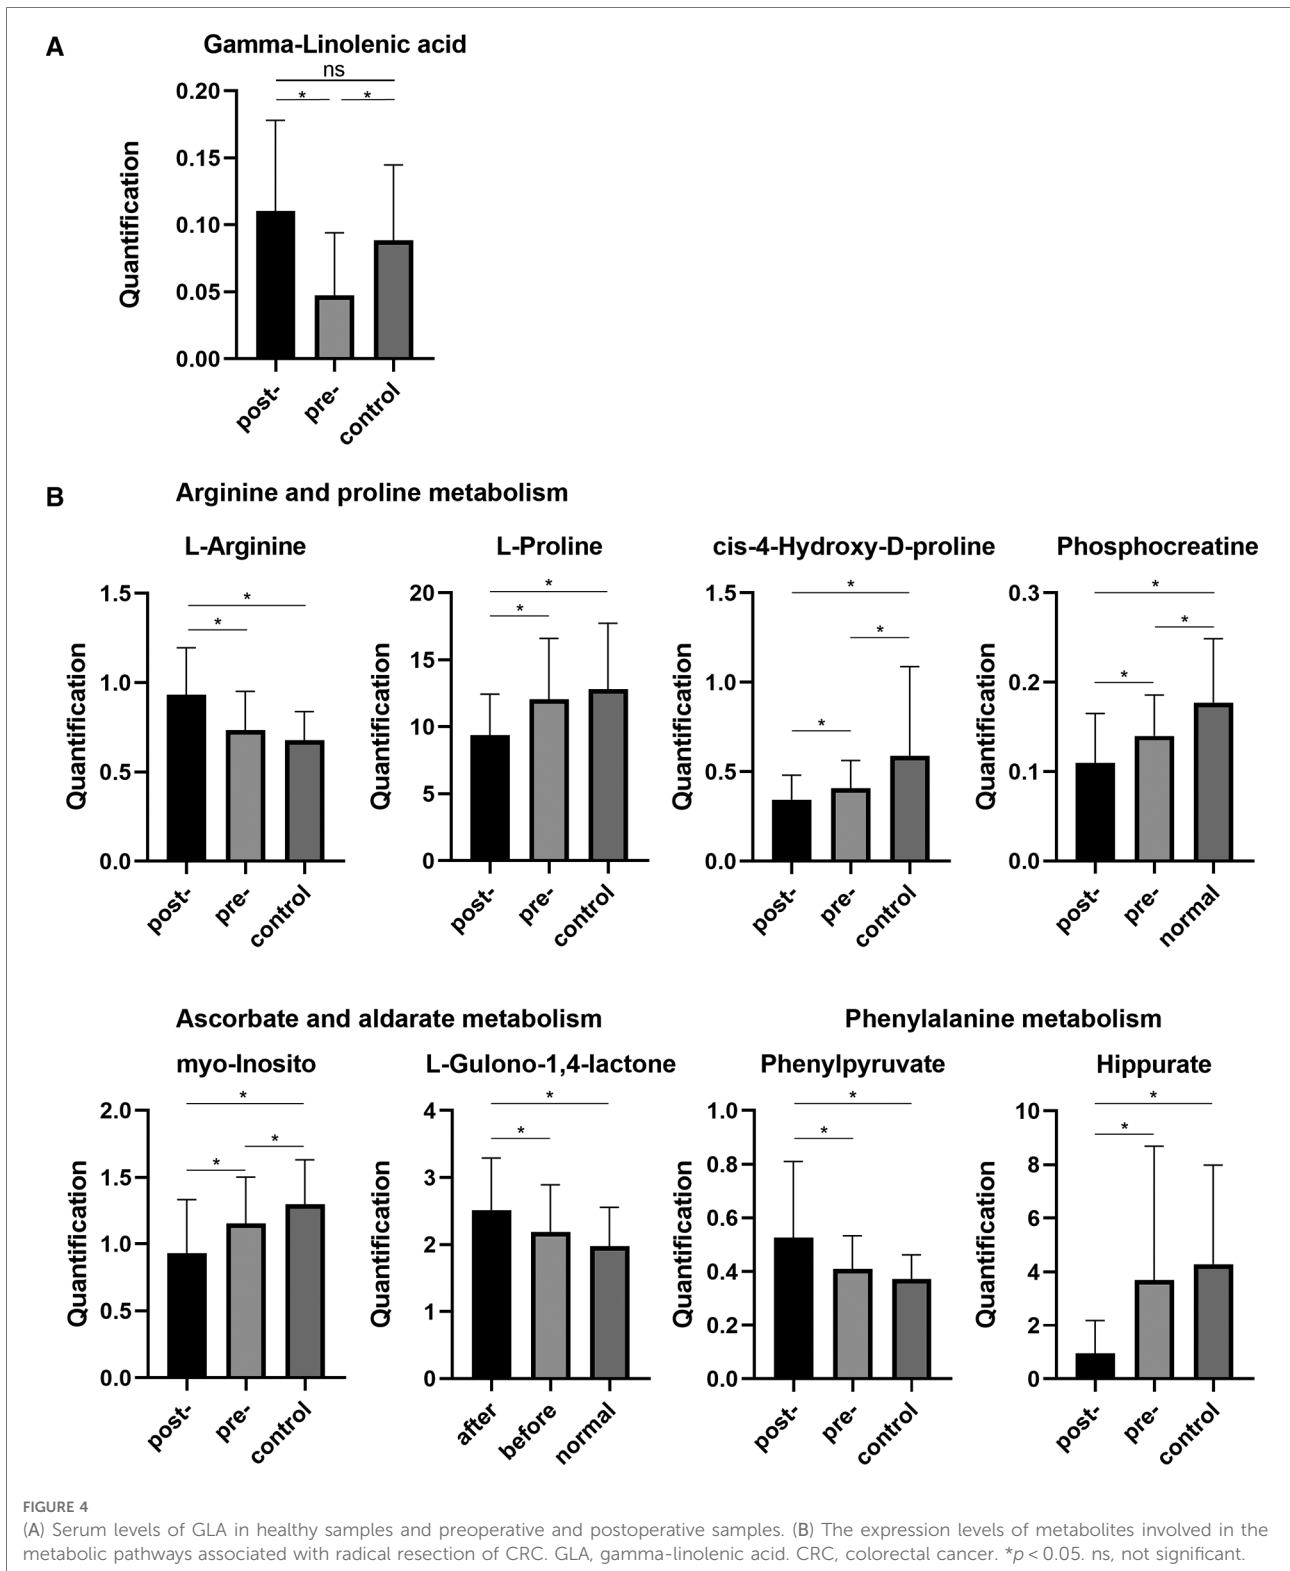 A
Gamma-Linolenic acid
ns
* *
0.20
0.15
0.10
0.05
0.00
Quantification
post- pre- control
B
Arginine and proline metabolism
L-Arginine
*
*
1.5
1.0
0.5
0.0
Quantification
post- pre- control
L-Proline
*
*
20
15
10
5
0
Quantification
post- pre- control
cis-4-Hydroxy-D-proline
*
*
*
1.5
1.0
0.5
0.0
Quantification
post- pre- control
Phosphocreatine
*
*
*
0.3
0.2
0.1
0.0
Quantification
post- pre- normal
Ascorbate and aldarate metabolism
myo-Inosito
*
*
*
2.0
1.5
1.0
0.5
0.0
Quantification
post- pre- control
L-Gulono-1,4-lactone
*
*
4
3
2
1
0
Quantification
after before normal
Phenylalanine metabolism
Phenylpyruvate
*
*
1.0
0.8
0.6
0.4
0.2
0.0
Quantification
post- pre- control
Hippurate
*
*
10
8
6
4
2
0
Quantification
post- pre- control
FIGURE 4
(A) Serum levels of GLA in healthy samples and preoperative and postoperative samples. (B) The expression levels of metabolites involved in the
metabolic pathways associated with radical resection of CRC. GLA, gamma-linolenic acid. CRC, colorectal cancer. *p < 0.05. ns, not significant.